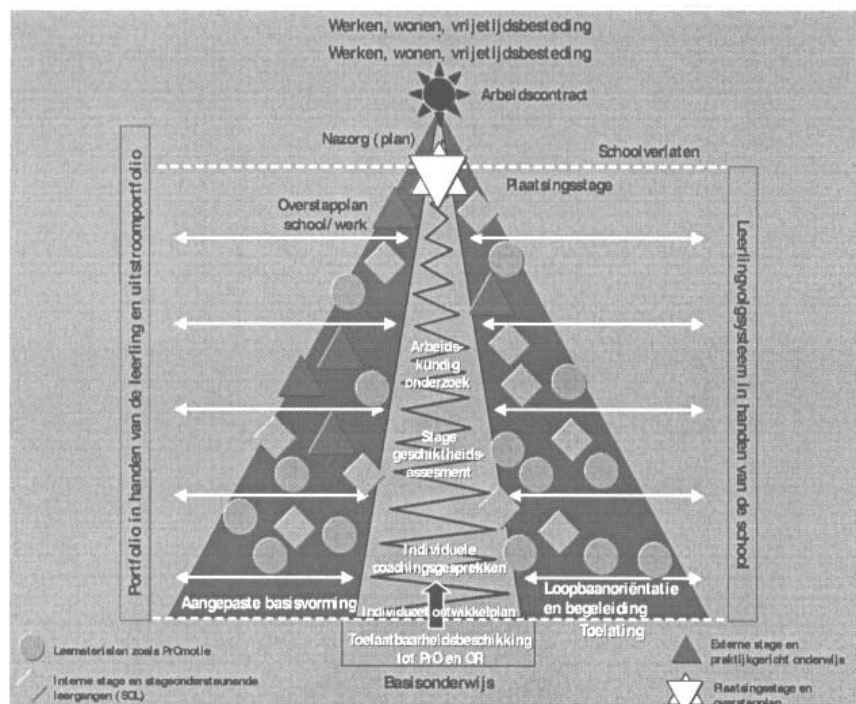 Werken, wonen, vrijetijdsbesteding
Werken, wonen, vrijetijdsbesteding
Arbeidscontract
Nazorg (plan)
Schoolverlaten
Plaatsingsstage
Overstapplan
school/werk
Portfolio in handen van de leerling en uitstroomportfolio
Leerlingvolgsysteem in handen van de school
Arbeids-
kundig
onderzoek
Stage
geschiktheids-
assesment
Individuele
coachingsgesprekken
Aangepaste basisvorming
Individueel ontwikkelplan
Loopbaanoriëntatie
en begeleiding
Toelating
Toelaatbaarheidsbeschikking
tot PrO en OR
Basisonderwijs
Leermaterialen zoals PrOmotie
Interne stage en stageondersteunende
leergangen (SCL)
Externe stage en
praktijkgericht onderwijs
Plaatsingsstage en
overstapplan